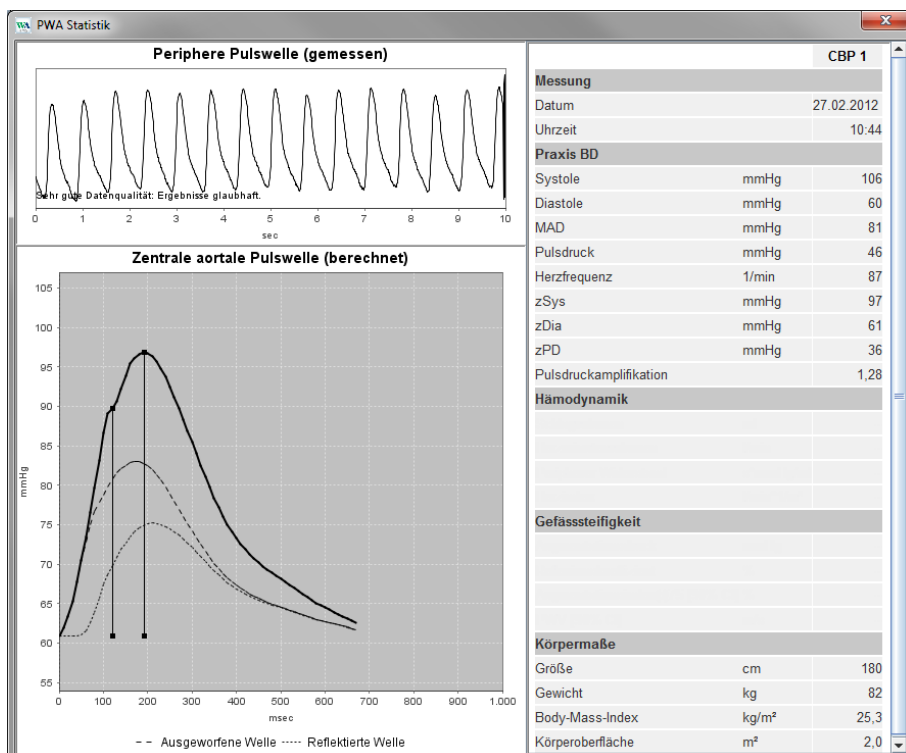 PWA Statistik
Periphere Pulswelle (gemessen)
Sehr gute Datenqualität: Ergebnisse glaubhaft.
0 1 2 3 4 5 6 7 8 9 10
sec
Zentrale aortale Pulswelle (berechnet)
105
100
95
90
85
80
75
70
65
60
55
mmHg
0 100 200 300 400 500 600 700 800 900 1.000
msec
Ausgeworfene Welle Reflektierte Welle
CBP 1
Messung
Datum 27.02.2012
Uhrzeit 10:44
Praxis BD
Systole mmHg 106
Diastole mmHg 60
MAD mmHg 81
Pulsdruck mmHg 46
Herzfrequenz 1/min 87
zSys mmHg 97
zDia mmHg 61
zPD mmHg 36
Pulsdruckamplifikation 1,28
Hämodynamik
Gefässsteifigkeit
Körpermaße
Größe cm 180
Gewicht kg 82
Body-Mass-Index kg/m² 25,3
Körperoberfläche m² 2,0